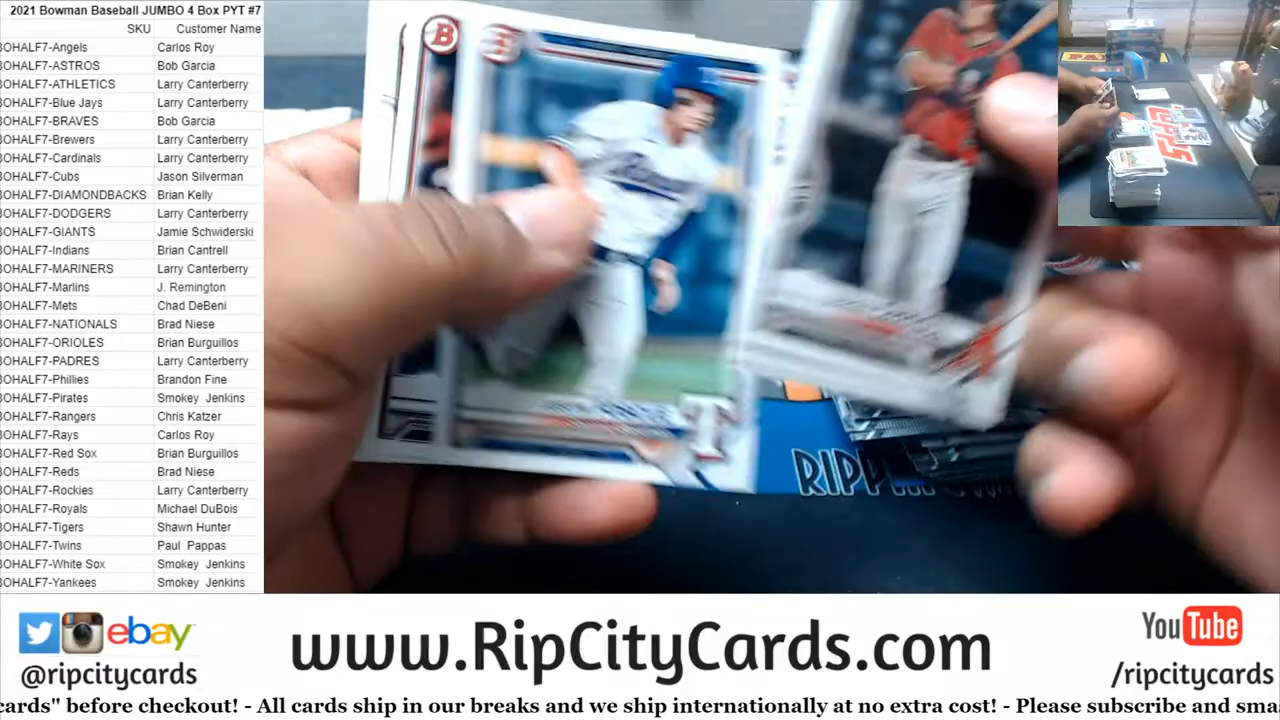 2021 Bowman Baseball JUMBO 4 Box PYT #7
SKU Customer Name
BOHALF7-Angels Carlos Roy
BOHALF7-ASTROS Bob Garcia
BOHALF7-ATHLETICS Larry Canterberry
BOHALF7-Blue Jays Larry Canterberry
BOHALF7-BRAVES Bob Garcia
BOHALF7-Brewers Larry Canterberry
BOHALF7-Cardinals Larry Canterberry
BOHALF7-Cubs Jason Silverman
BOHALF7-DIAMONDBACKS Brian Kelly
BOHALF7-DODGERS Larry Canterberry
BOHALF7-GIANTS Jamie Schwiderski
BOHALF7-Indians Brian Cantrell
BOHALF7-MARINERS Larry Canterberry
BOHALF7-Marlins J. Remington
BOHALF7-Mets Chad DeBeni
BOHALF7-NATIONALS Brad Niese
BOHALF7-ORIOLES Brian Burguillos
BOHALF7-PADRES Larry Canterberry
BOHALF7-Phillies Brandon Fine
BOHALF7-Pirates Smokey Jenkins
BOHALF7-Rangers Chris Katzer
BOHALF7-Rays Carlos Roy
BOHALF7-Red Sox Brian Burguillos
BOHALF7-Reds Brad Niese
BOHALF7-Rockies Larry Canterberry
BOHALF7-Royals Michael DuBois
BOHALF7-Tigers Shawn Hunter
BOHALF7-Twins Paul Pappas
BOHALF7-White Sox Smokey Jenkins
BOHALF7-Yankees Smokey Jenkins
B B
TOPPS
RIPP
ebay
@ripcitycards
www.RipCityCards.com
YouTube
/ripcitycards
cards" before checkout! - All cards ship in our breaks and we ship internationally at no extra cost! - Please subscribe and sma